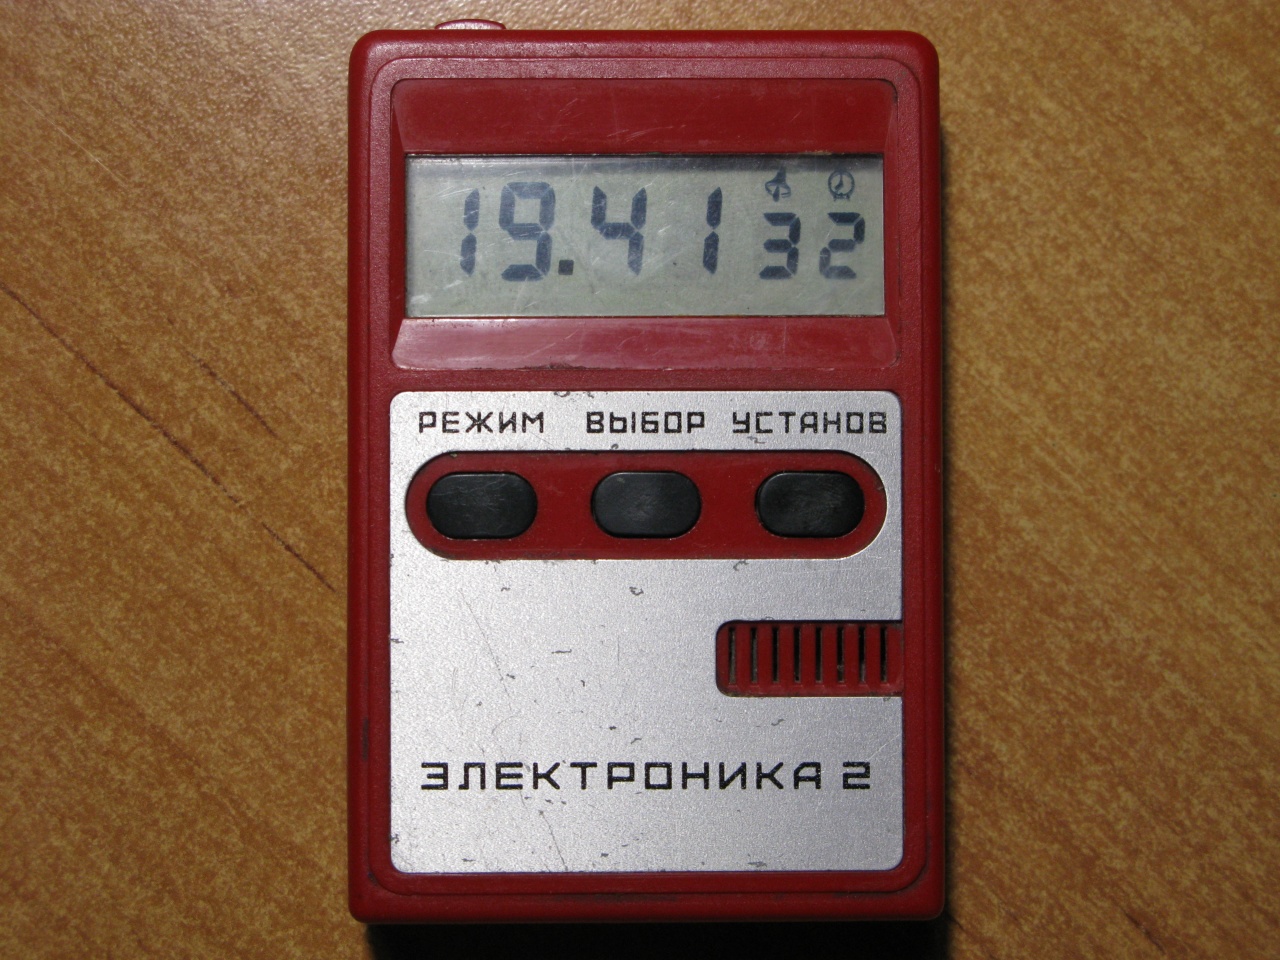 19.41 32
РЕЖИМ ВЫБОР УСТАНОВ
ЭЛЕКТРОНИКА 2